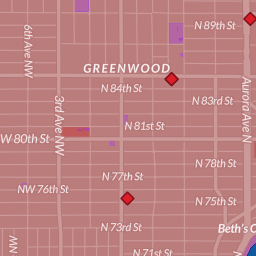 N 89th St
6th Ave NW
GREENWOOD
N 84th St
N 83rd St
Aurora Ave N
3rd Ave NW
N 81st St
W 80th St
N 78th St
N 77th St
NW 76th St
N 75th St
N 73rd St
Beth's C
NW
N 71st St